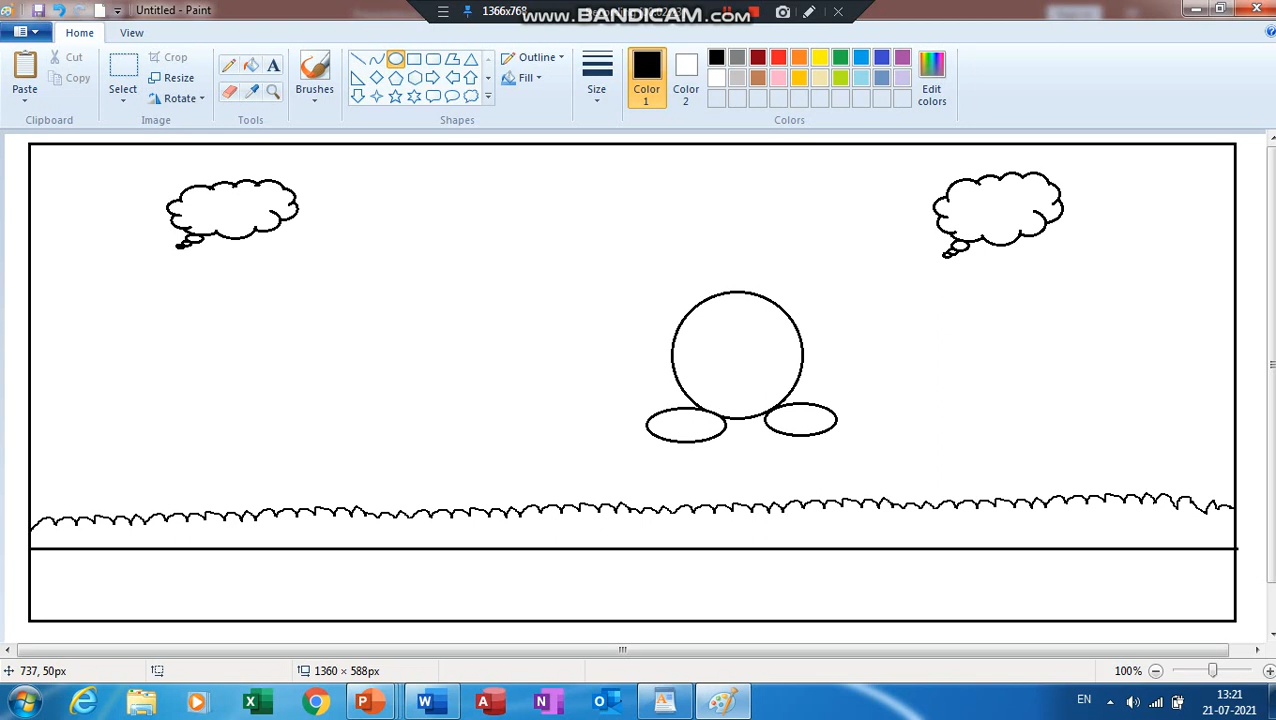 Untitled - Paint
1366x768
www.BANDICAM.com
Home
View
Paste
Cut
Copy
Clipboard
Select
Crop
Resize
Rotate
Image
Tools
Brushes
Shapes
Outline
Fill
Size
Color 1
Color 2
Edit colors
Colors
737, 50px
1360 × 588px
100%
EN
13:21
21-07-2021